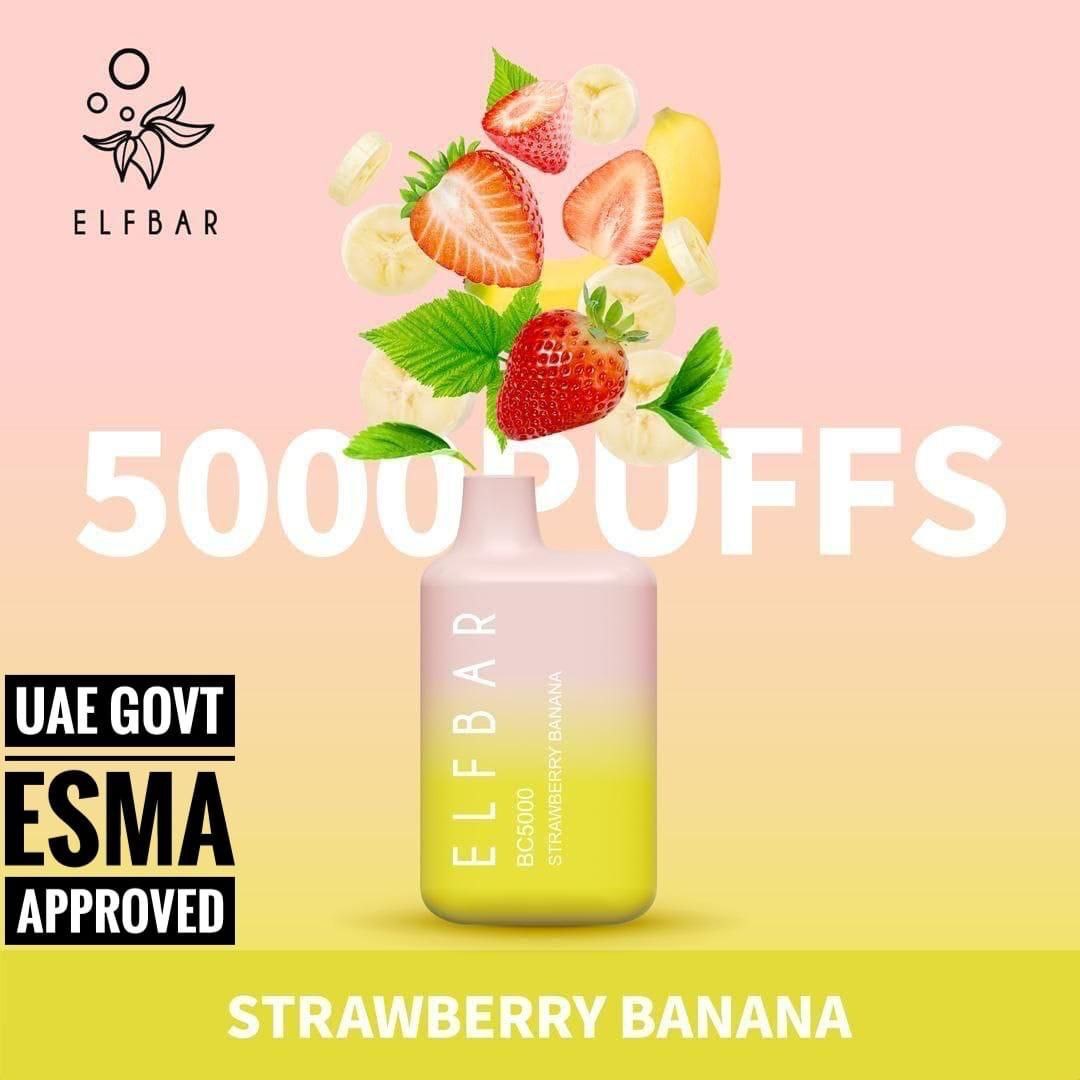 ELFBAR
5000PUFFS
ELFBAR
BC5000
STRAWBERRY BANANA
UAE GOVT
ESMA
APPROVED
STRAWBERRY BANANA